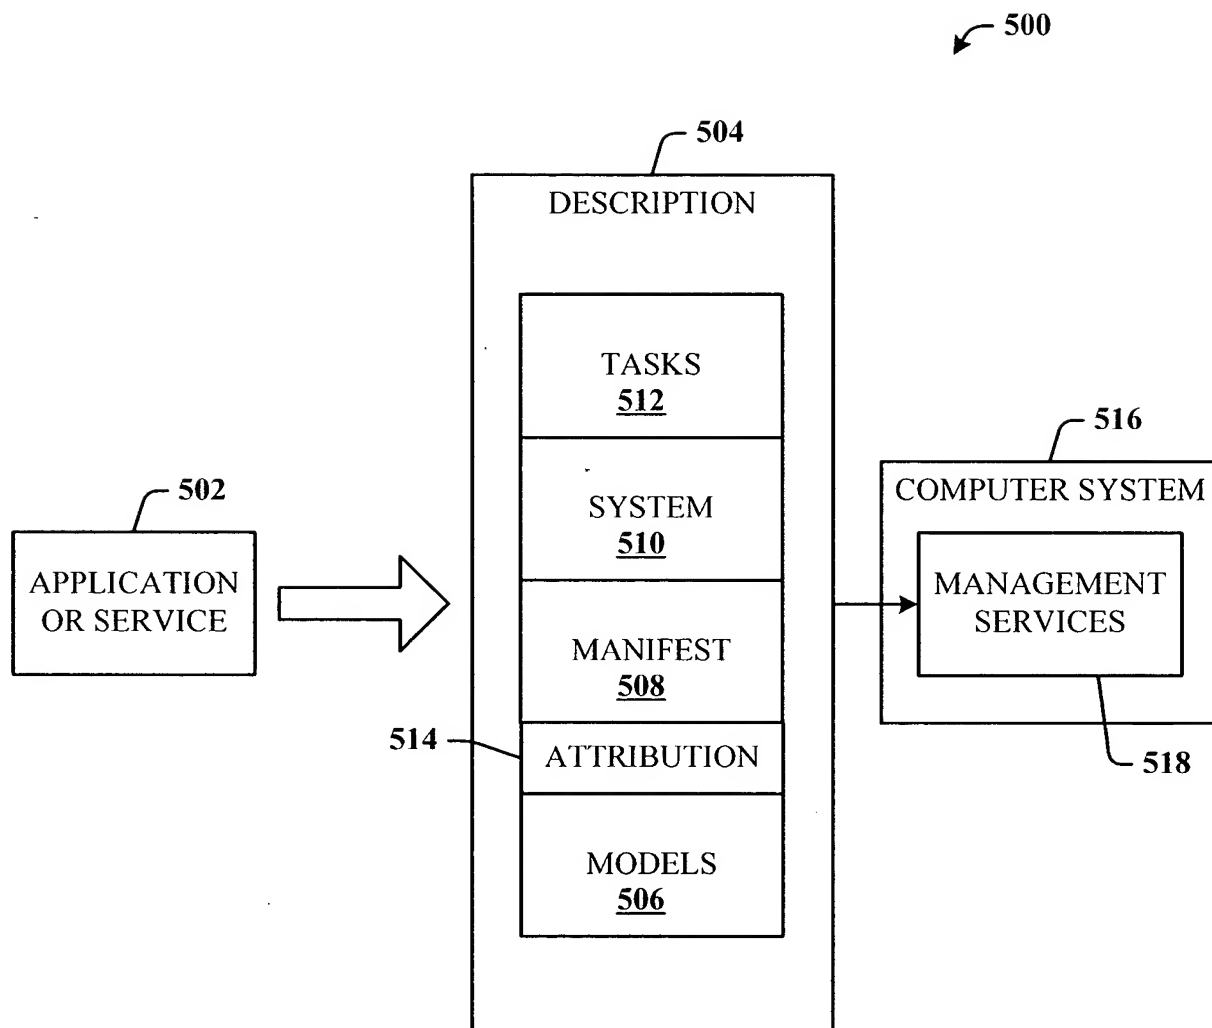 500
504
DESCRIPTION
TASKS
512
516
COMPUTER SYSTEM
502
SYSTEM
510
APPLICATION
OR SERVICE
MANAGEMENT
SERVICES
MANIFEST
508
514
ATTRIBUTION
518
MODELS
506